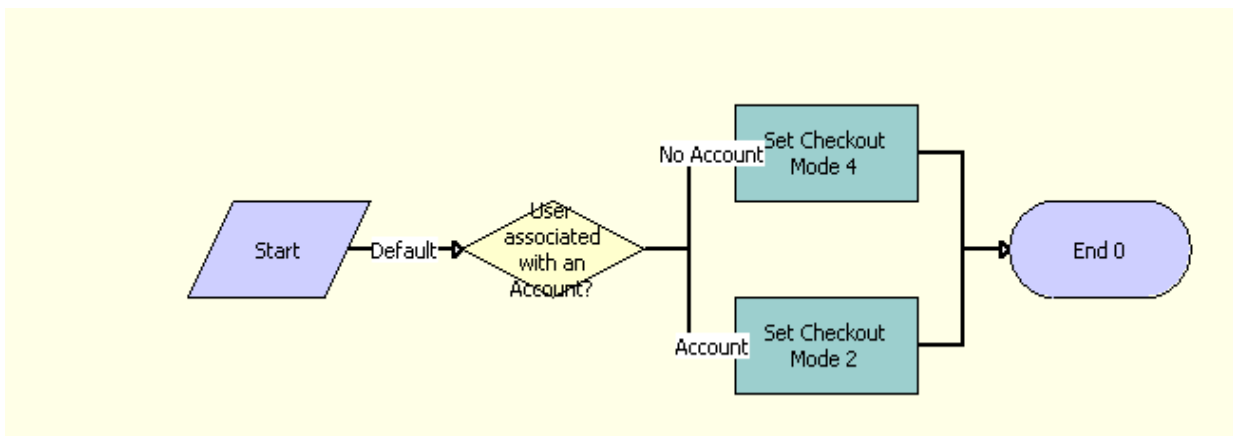 Start
Default
User
associated
with an
Account?
No Account
Set Checkout
Mode 4
Account
Set Checkout
Mode 2
End 0